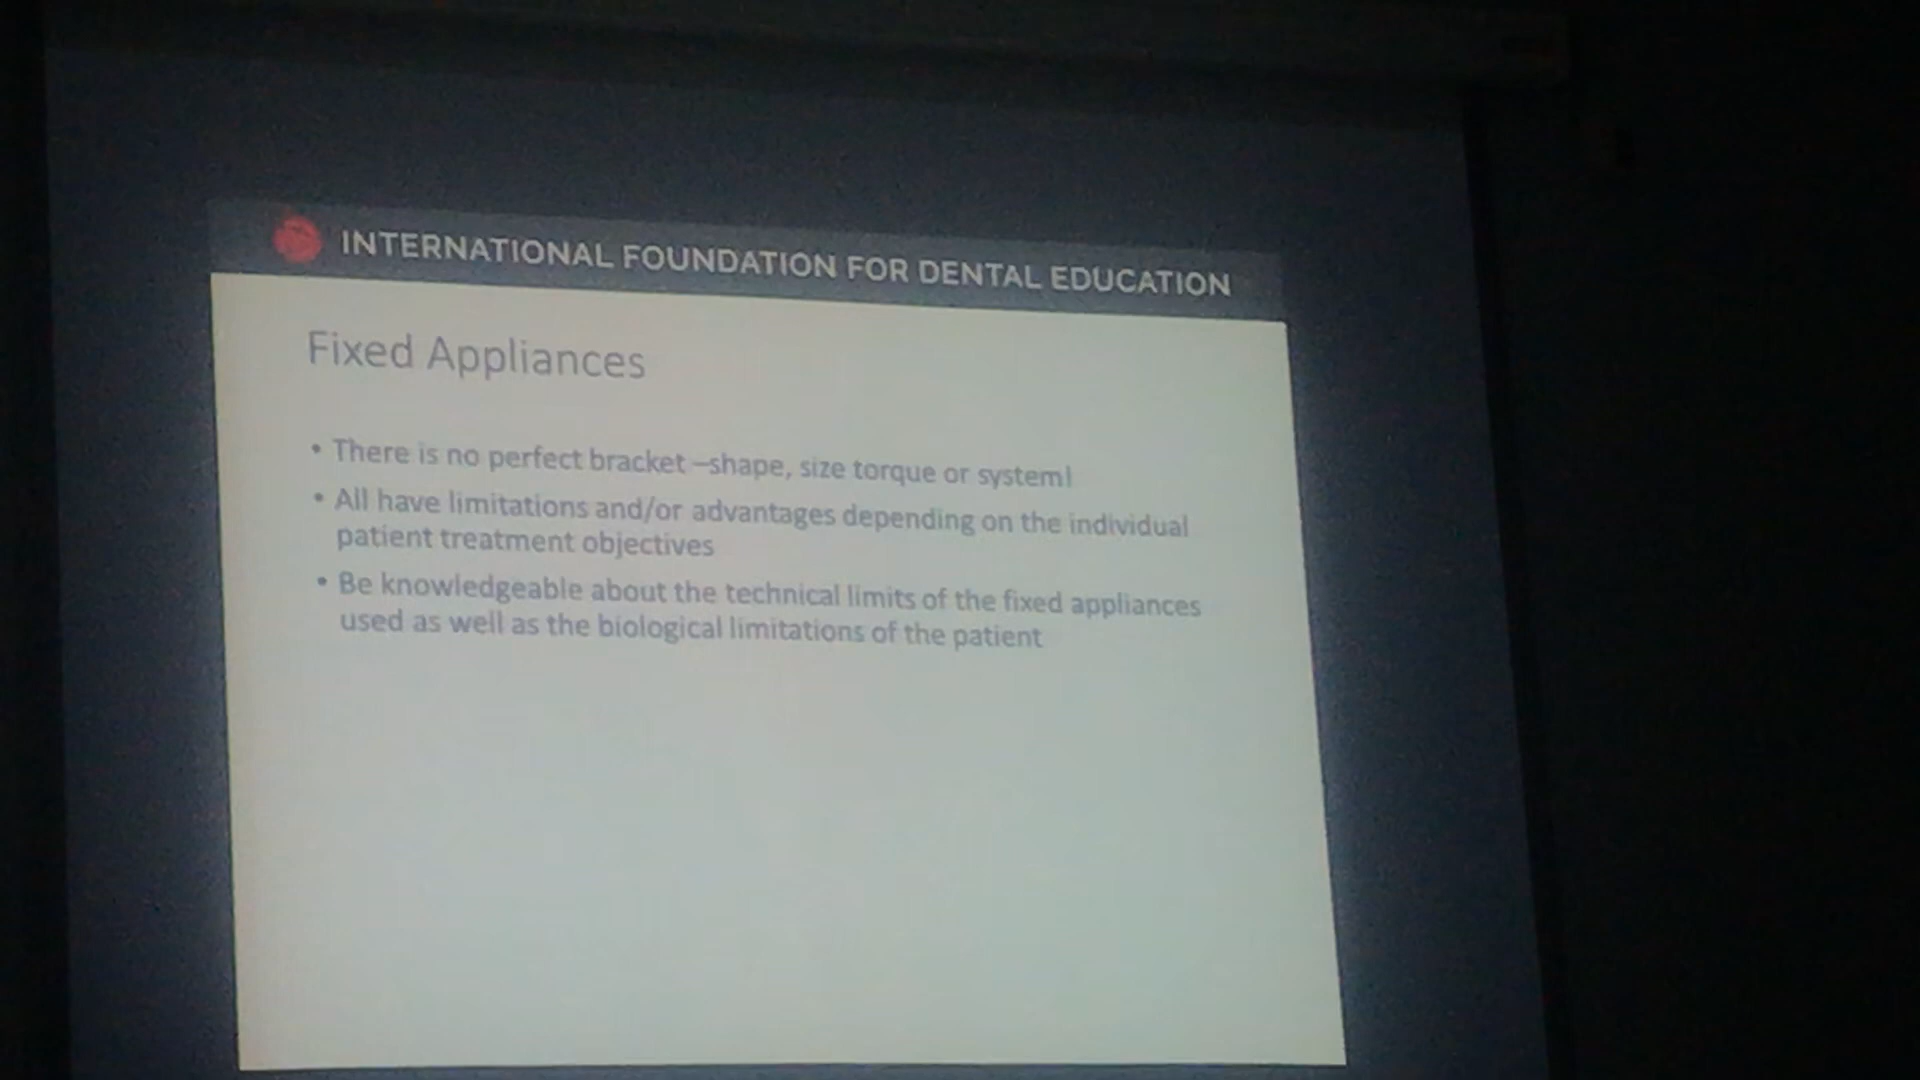 INTERNATIONAL FOUNDATION FOR DENTAL EDUCATION
Fixed Appliances
• There is no perfect bracket –shape, size torque or system!
• All have limitations and/or advantages depending on the individual
patient treatment objectives
• Be knowledgeable about the technical limits of the fixed appliances
used as well as the biological limitations of the patient